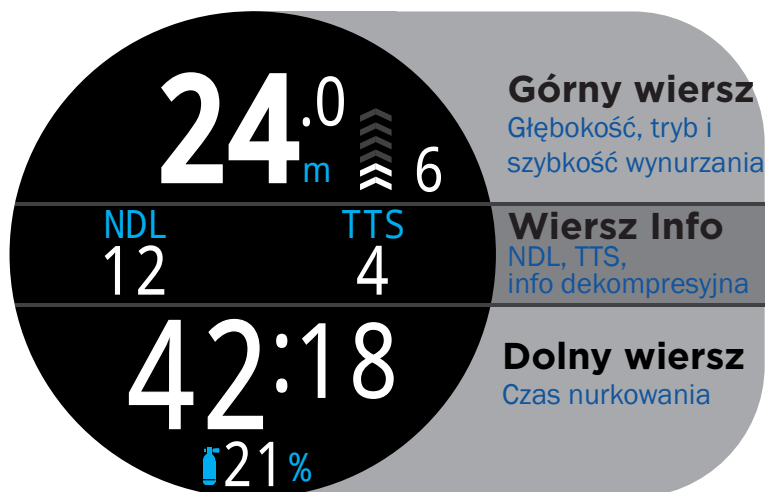 24.0 m 6
NDL TTS
12 4
42:18
21%
Górny wiersz
Głębokość, tryb i
szybkość wynurzania
Wiersz Info
NDL, TTS,
info dekompresyjna
Dolny wiersz
Czas nurkowania